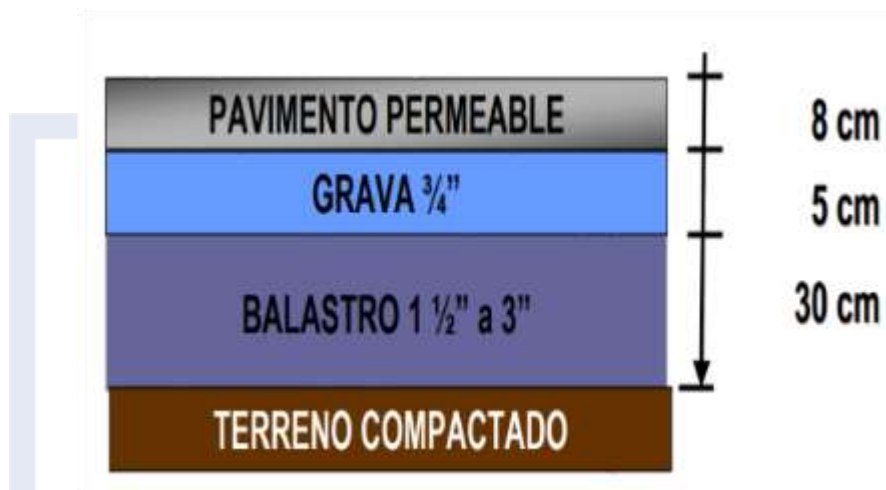 PAVIMENTO PERMEABLE 8 cm
GRAVA ¾” 5 cm
BALASTRO 1 ½” a 3” 30 cm
TERRENO COMPACTADO